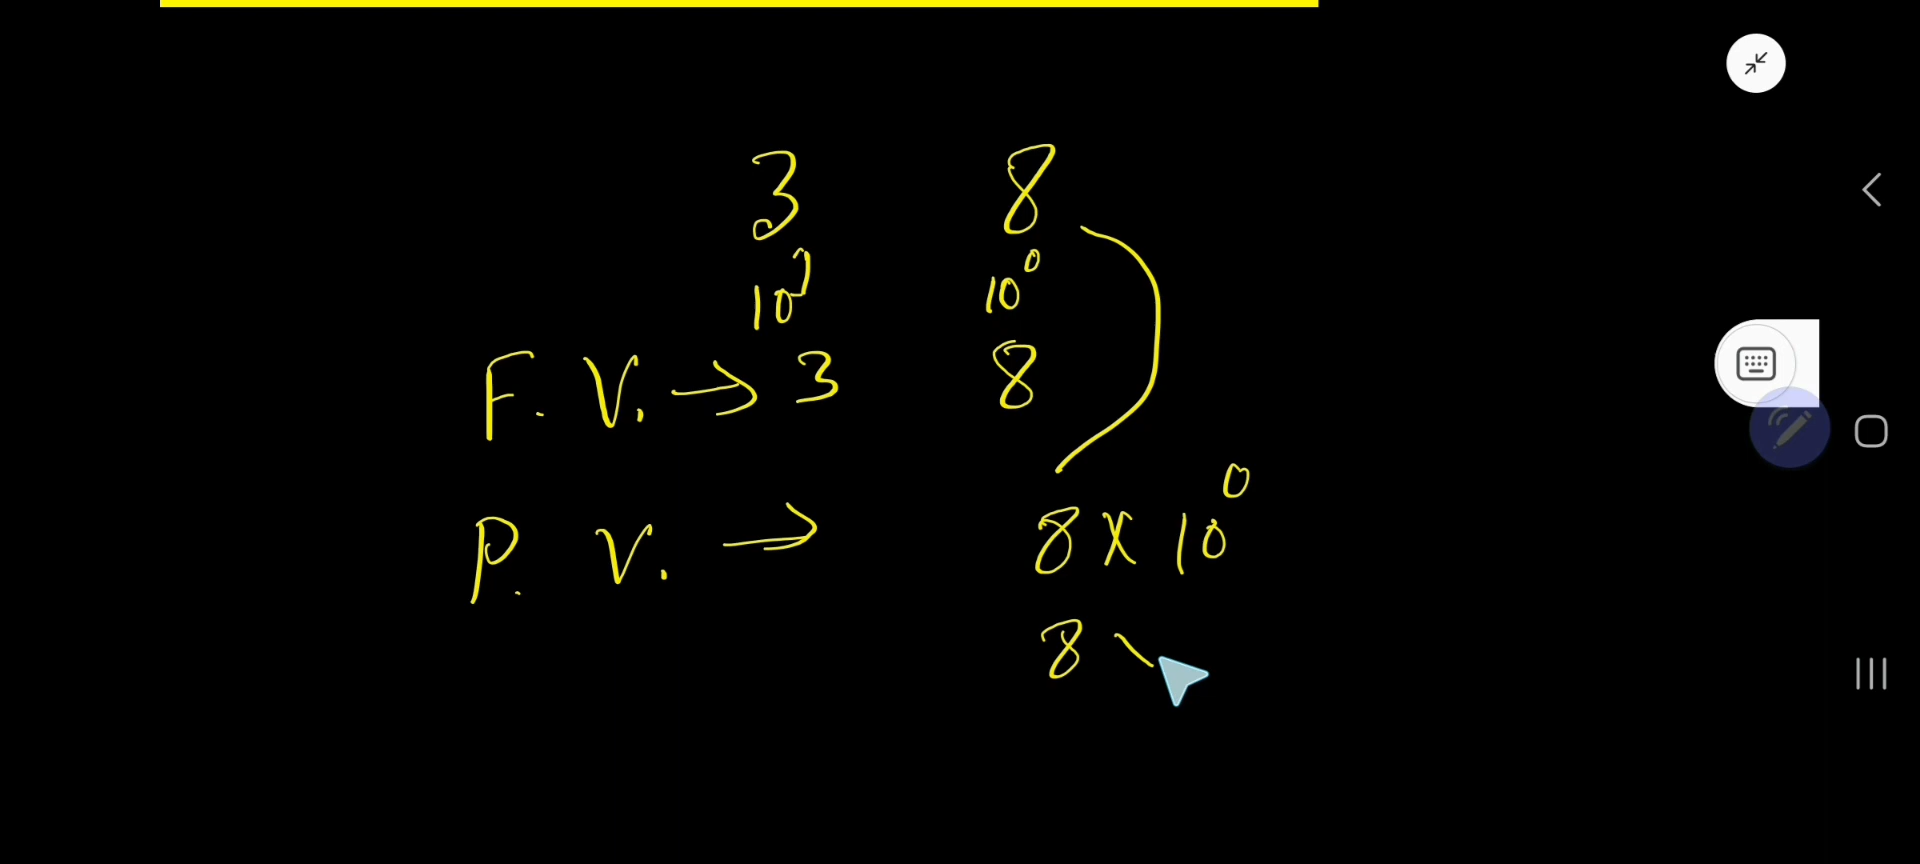 3 8
10¹ 10⁰
F. V. → 3 8
P. V. → 8 × 10⁰
8